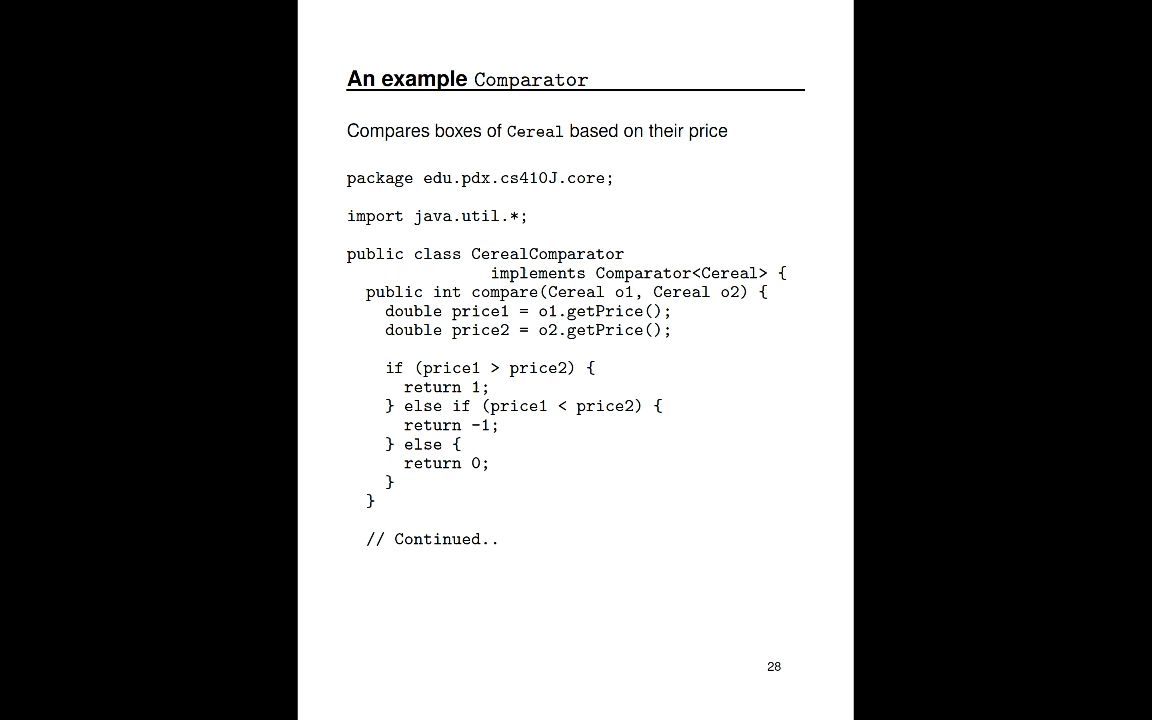 An example Comparator
Compares boxes of Cereal based on their price
package edu.pdx.cs410J.core;
import java.util.*;
public class CerealComparator
implements Comparator<Cereal> {
public int compare(Cereal o1, Cereal o2) {
double price1 = o1.getPrice();
double price2 = o2.getPrice();
if (price1 > price2) {
return 1;
} else if (price1 < price2) {
return -1;
} else {
return 0;
}
}
// Continued..
28